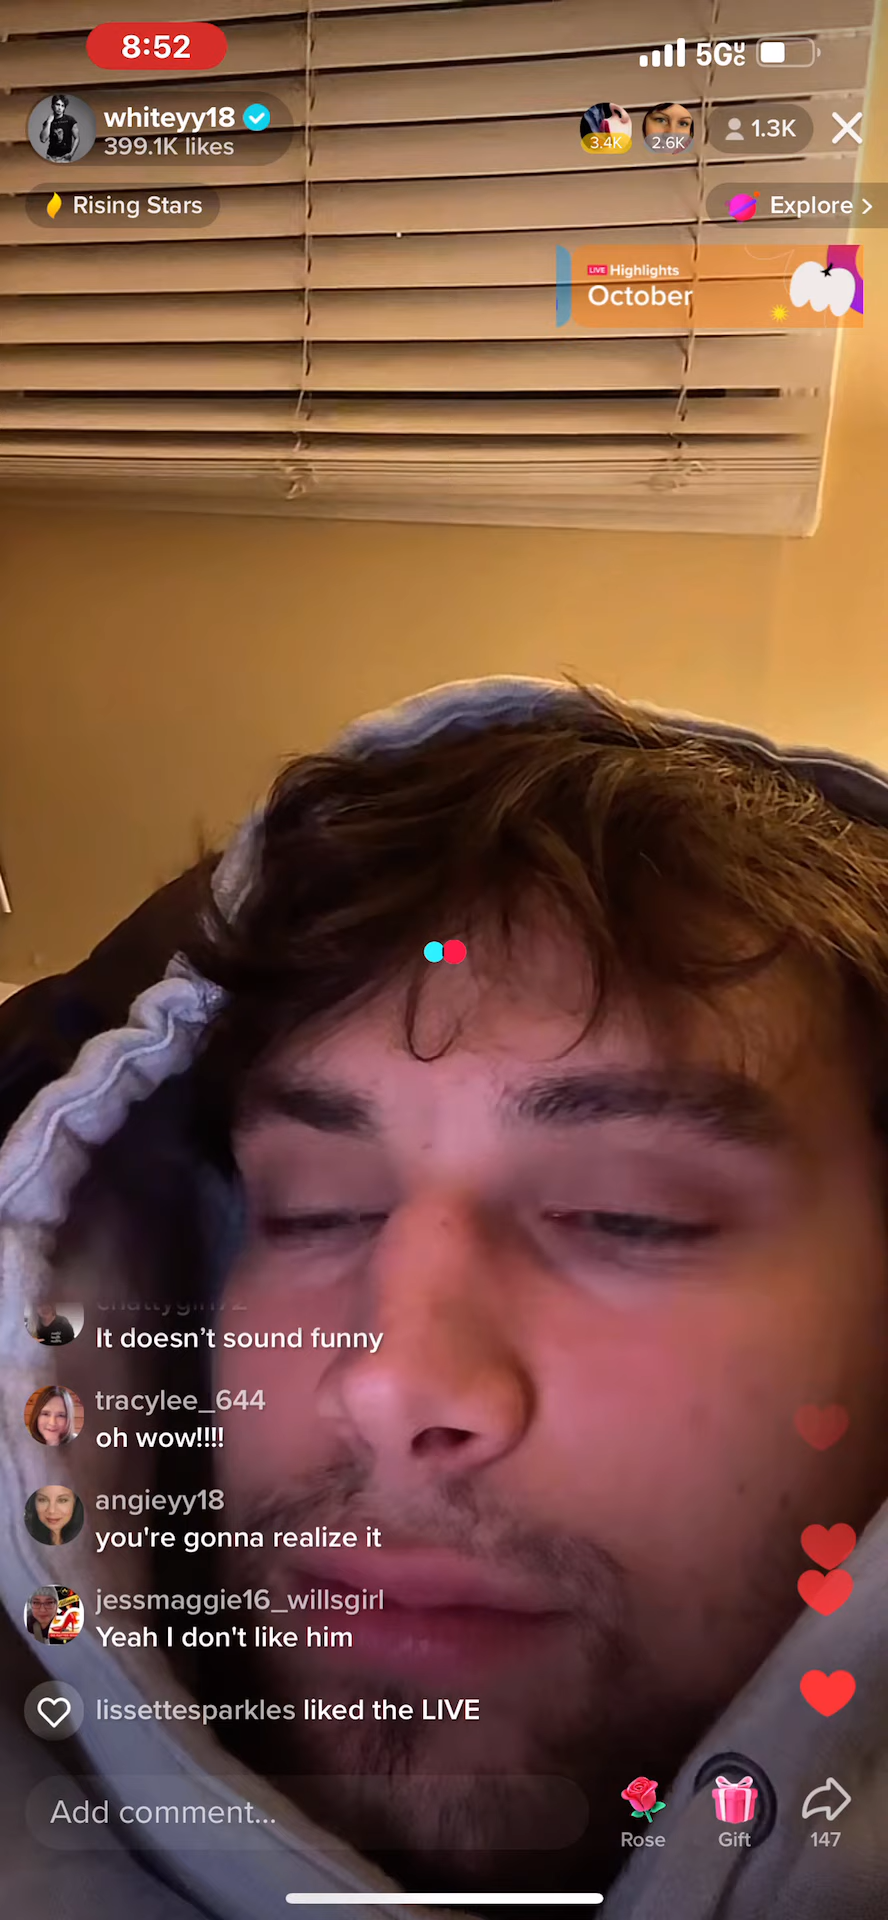 8:52
5G UC
whiteyy18
399.1K likes
3.4K
2.6K
1.3K
Rising Stars
Explore >
LIVE Highlights
October
It doesn't sound funny
tracylee_644
oh wow!!!!
angieyy18
you're gonna realize it
jessmaggie16_willsgirl
Yeah I don't like him
lissettesparkles liked the LIVE
Add comment...
Rose
Gift
147